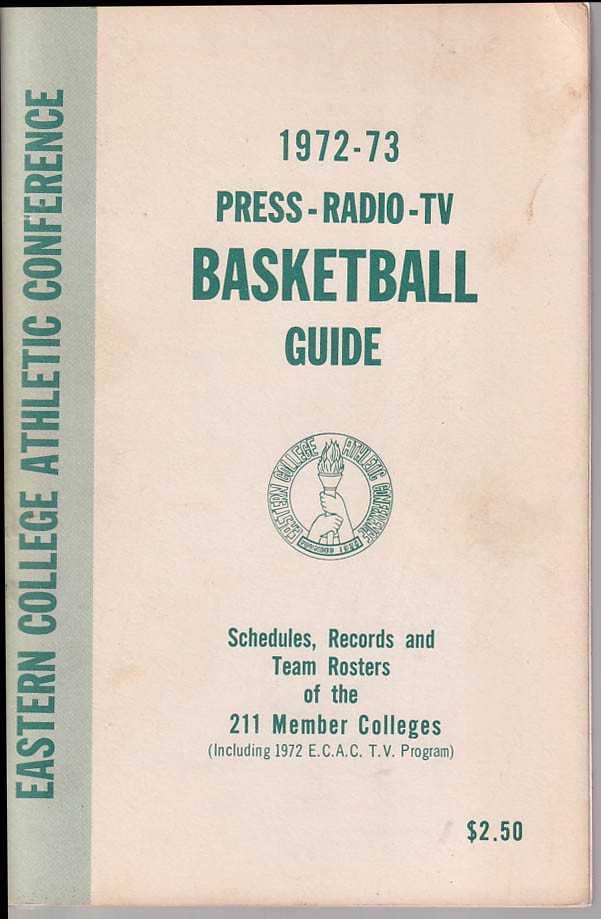 EASTERN COLLEGE ATHLETIC CONFERENCE
1972-73
PRESS-RADIO-TV
BASKETBALL
GUIDE
EASTERN COLLEGE ATHLETIC CONFERENCE
Schedules, Records and
Team Rosters
of the
211 Member Colleges
(Including 1972 E.C.A.C. T.V. Program)
$2.50